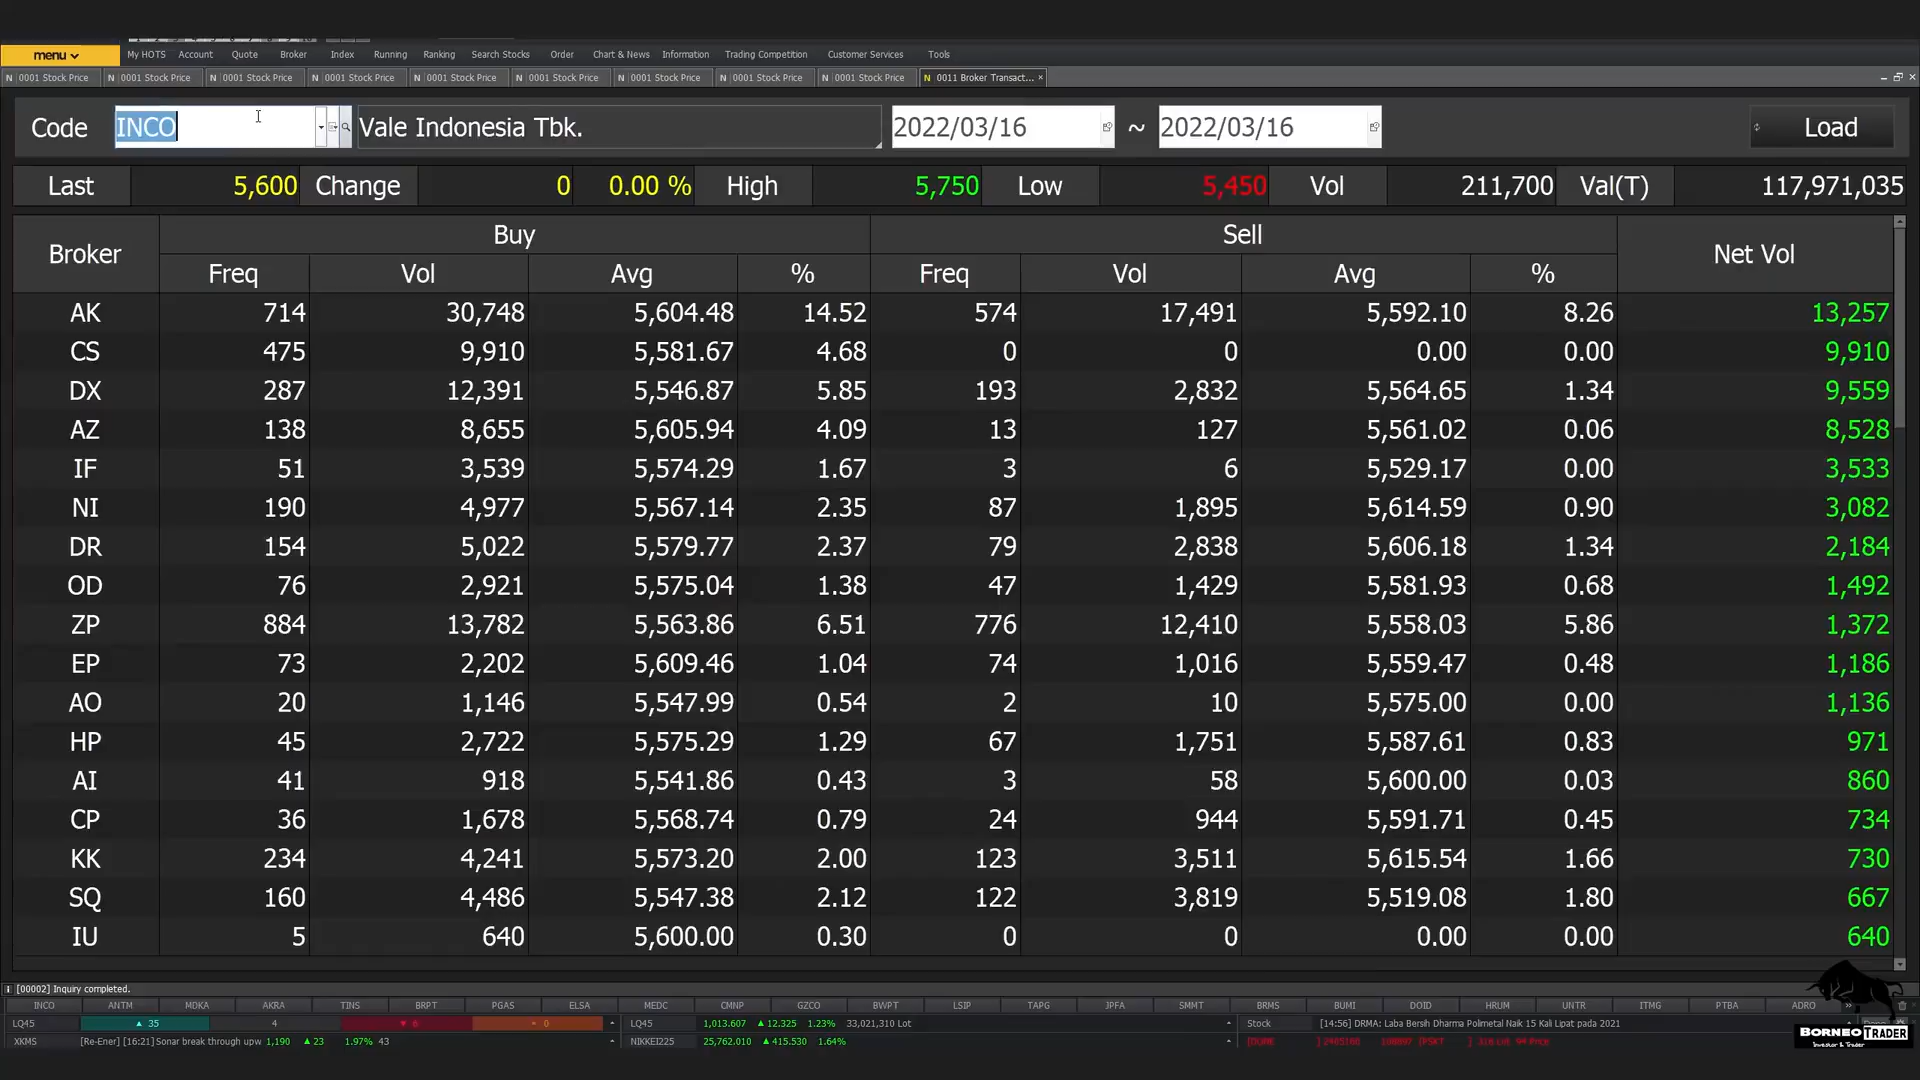 menu My HOTS Account Quote Broker Index Running Ranking Search Stocks Order Chart & News Information Trading Competition Customer Services Tools
N 0001 Stock Price N 0001 Stock Price N 0001 Stock Price N 0001 Stock Price N 0001 Stock Price N 0001 Stock Price N 0001 Stock Price N 0001 Stock Price N 0001 Stock Price N 0011 Broker Transact... ×
Code INCO Vale Indonesia Tbk. 2022/03/16 ~ 2022/03/16 Load
Last 5,600 Change 0 0.00 % High 5,750 Low 5,450 Vol 211,700 Val(T) 117,971,035
Broker Buy Sell Net Vol
Freq Vol Avg % Freq Vol Avg %
AK 714 30,748 5,604.48 14.52 574 17,491 5,592.10 8.26 13,257
CS 475 9,910 5,581.67 4.68 0 0 0.00 0.00 9,910
DX 287 12,391 5,546.87 5.85 193 2,832 5,564.65 1.34 9,559
AZ 138 8,655 5,605.94 4.09 13 127 5,561.02 0.06 8,528
IF 51 3,539 5,574.29 1.67 3 6 5,529.17 0.00 3,533
NI 190 4,977 5,567.14 2.35 87 1,895 5,614.59 0.90 3,082
DR 154 5,022 5,579.77 2.37 79 2,838 5,606.18 1.34 2,184
OD 76 2,921 5,575.04 1.38 47 1,429 5,581.93 0.68 1,492
ZP 884 13,782 5,563.86 6.51 776 12,410 5,558.03 5.86 1,372
EP 73 2,202 5,609.46 1.04 74 1,016 5,559.47 0.48 1,186
AO 20 1,146 5,547.99 0.54 2 10 5,575.00 0.00 1,136
HP 45 2,722 5,575.29 1.29 67 1,751 5,587.61 0.83 971
AI 41 918 5,541.86 0.43 3 58 5,600.00 0.03 860
CP 36 1,678 5,568.74 0.79 24 944 5,591.71 0.45 734
KK 234 4,241 5,573.20 2.00 123 3,511 5,615.54 1.66 730
SQ 160 4,486 5,547.38 2.12 122 3,819 5,519.08 1.80 667
IU 5 640 5,600.00 0.30 0 0 0.00 0.00 640
[00002] Inquiry completed.
INCO ANTM MDKA AKRA TINS BRPT PGAS ELSA MEDC CMNP GZCO BWPT LSIP TAPG JPFA SMMT BRMS BUMI DOID HRUM UNTR ITMG PTBA ADRO
LQ45 ▲ 35 4 ▼ 6 0 LQ45 1,013.607 ▲ 12.325 1.23% 33,021,310 Lot Stock [14:56] DRMA: Laba Bersih Dharma Polimetal Naik 15 Kali Lipat pada 2021
XKMS [Re-Ener] [16:21] Sonar break through upw 1,190 ▲ 23 1.97% 43 NIKKEI225 25,762.010 ▲ 415.530 1.64%
BORNEO TRADER
Investor & Trader